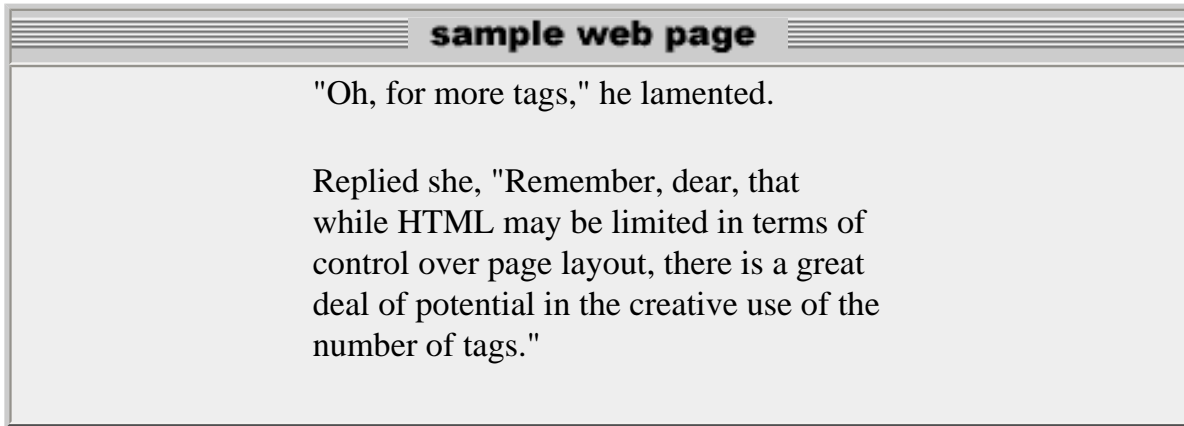 sample web page
"Oh, for more tags," he lamented.
Replied she, "Remember, dear, that
while HTML may be limited in terms of
control over page layout, there is a great
deal of potential in the creative use of the
number of tags."